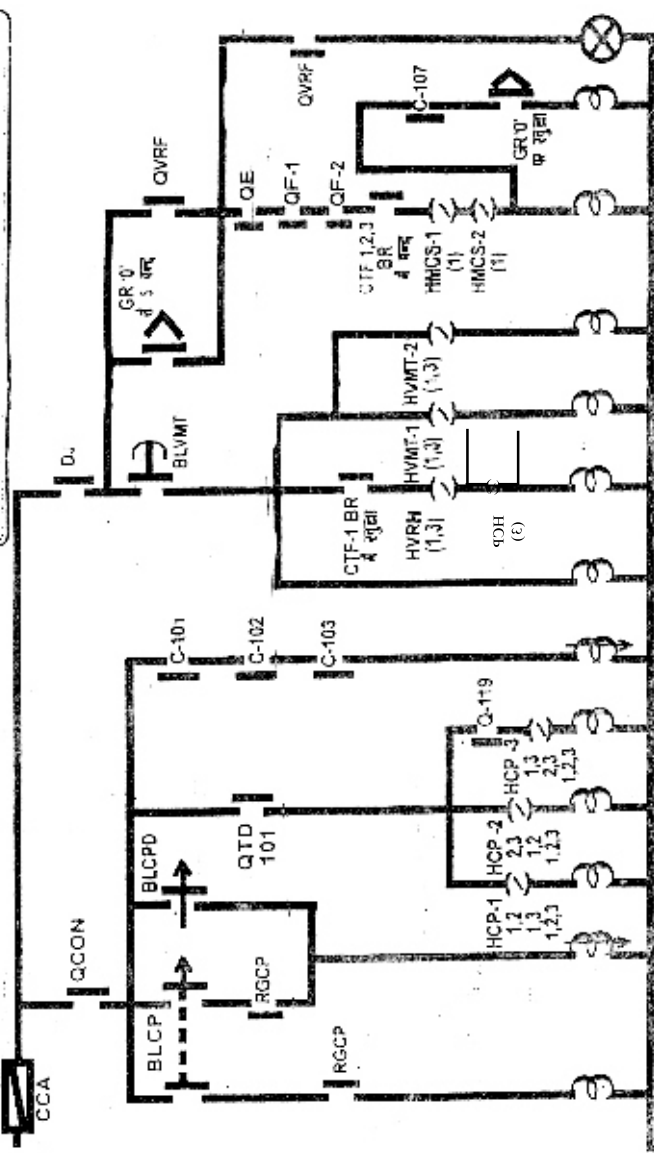 CCA
QCON
DJ
BLCP
BLCPD
BLVMT
GR '0'
में 5 बन्द
QVRF
RGCP
RGCP
QTD
101
C-101
C-102
C-103
QE
QF-1
QF-2
QVRF
CTF-1 BR
में खुला
CTF 1,2,3
BR
में बन्द
C-107
HVRH
(1,3)
HVMT-1
(1,3)
HVMT-2
(1,3)
HMCS-1
(1)
HMCS-2
(1)
GR '0'
पर खुला
HCP
(3)
Q-119
HCP-1
1,2
1,3
1,2,3
HCP -2
2,3
1,2
1,2,3
HCP -3
1,3
2,3
1,2,3